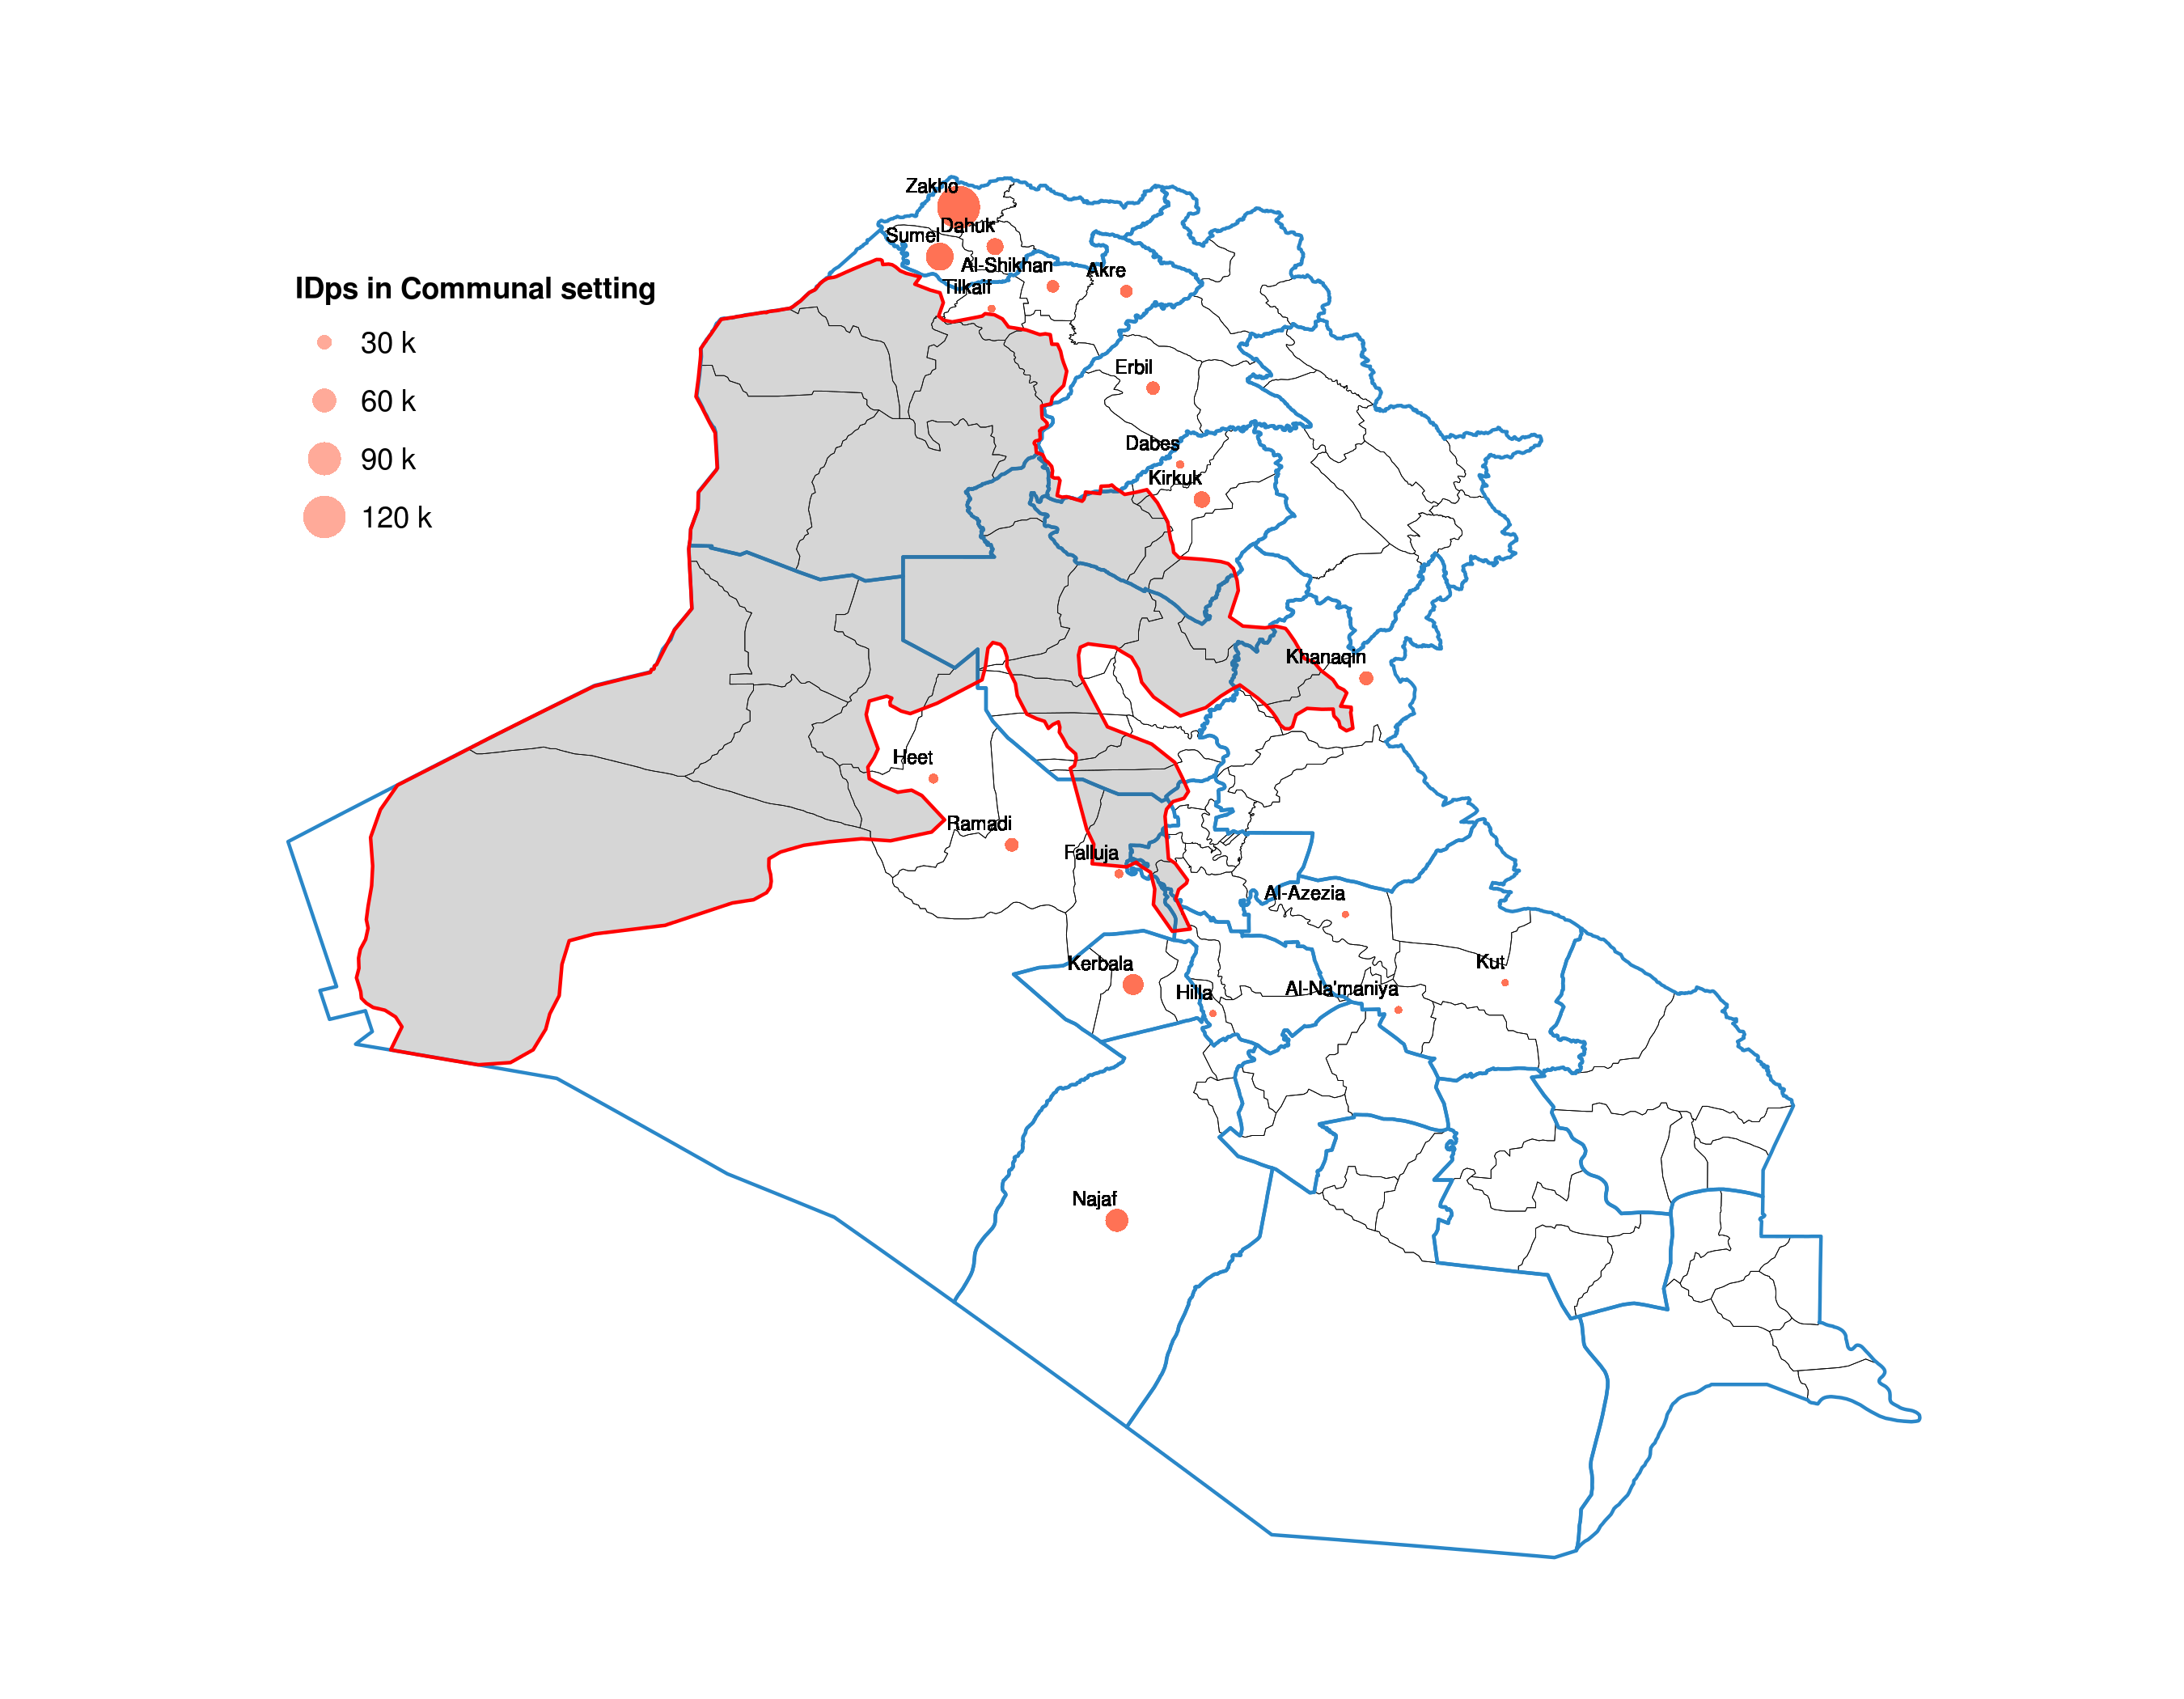 Zakho
Dahuk
Sumel
Al-Shikhan
Akre
Tilkaif
IDps in Communal setting
30 k
60 k
90 k
120 k
Erbil
Dabes
Kirkuk
Khanaqin
Heet
Ramadi
Falluja
Al-Azezia
Kerbala
Kut
Hilla
Al-Na'maniya
Najaf